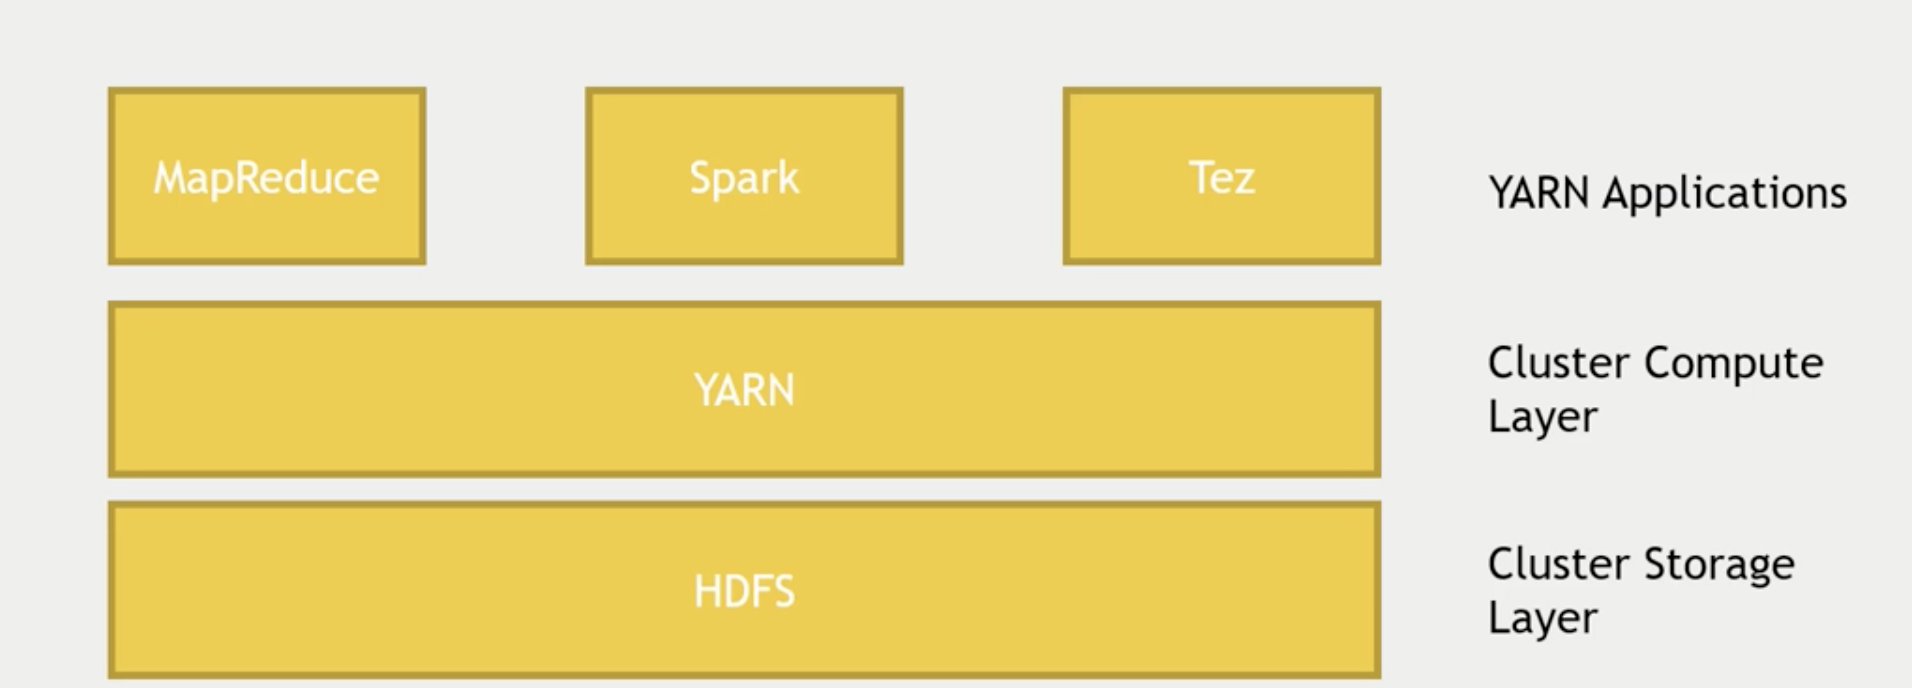 MapReduce
Spark
Tez
YARN Applications
YARN
Cluster Compute
Layer
HDFS
Cluster Storage
Layer